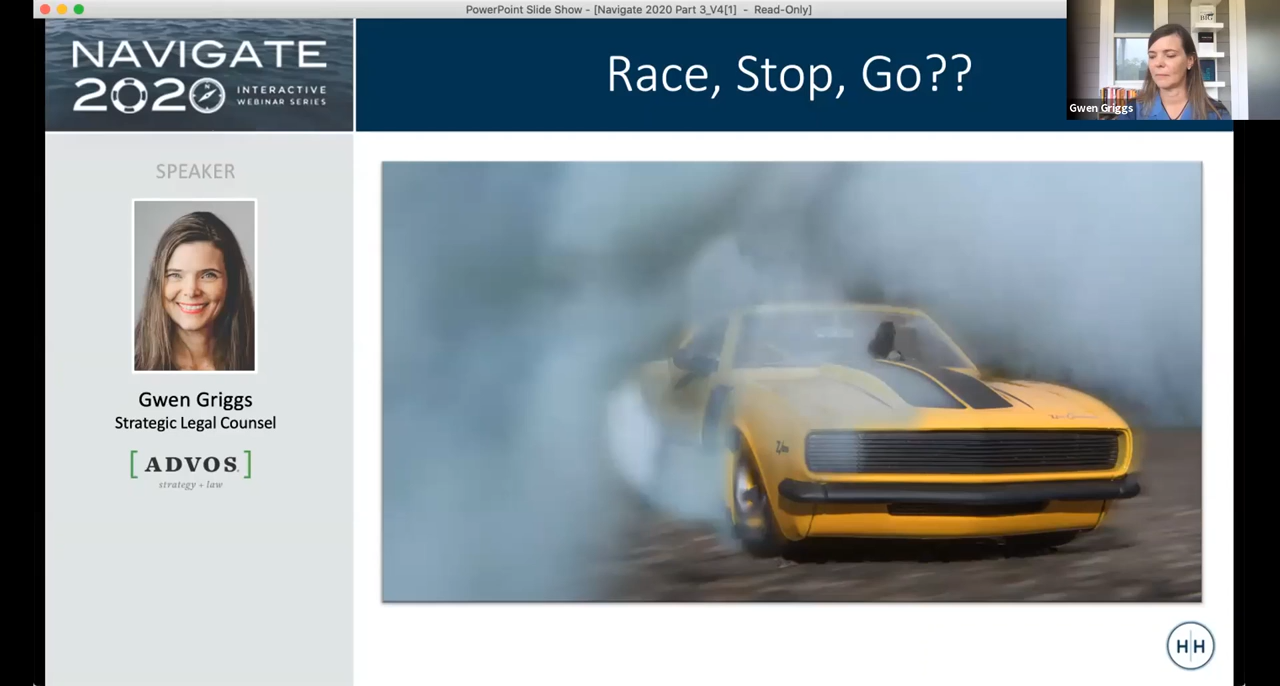 PowerPoint Slide Show - [Navigate 2020 Part 3_V4[1] - Read-Only]
NAVIGATE
2020 INTERACTIVE
WEBINAR SERIES
Race, Stop, Go??
Gwen Griggs
SPEAKER
Gwen Griggs
Strategic Legal Counsel
[ADVOS]
strategy + law
H|H